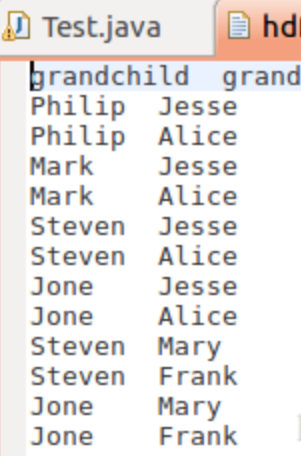 Test.java hd
grandchild grand
Philip Jesse
Philip Alice
Mark Jesse
Mark Alice
Steven Jesse
Steven Alice
Jone Jesse
Jone Alice
Steven Mary
Steven Frank
Jone Mary
Jone Frank